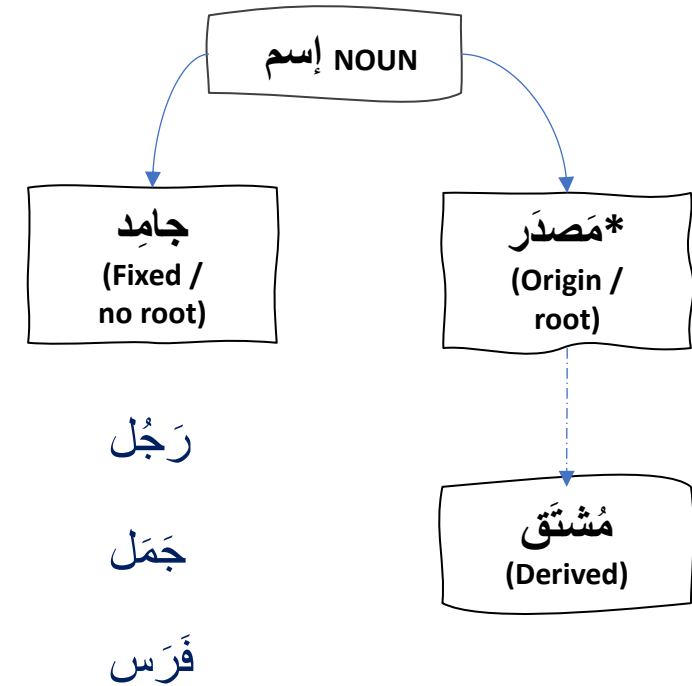 إسم NOUN
جامِد
(Fixed /
no root)
*مَصدَر
(Origin /
root)
رَجُل
جَمَل
فَرَس
مُشتَق
(Derived)